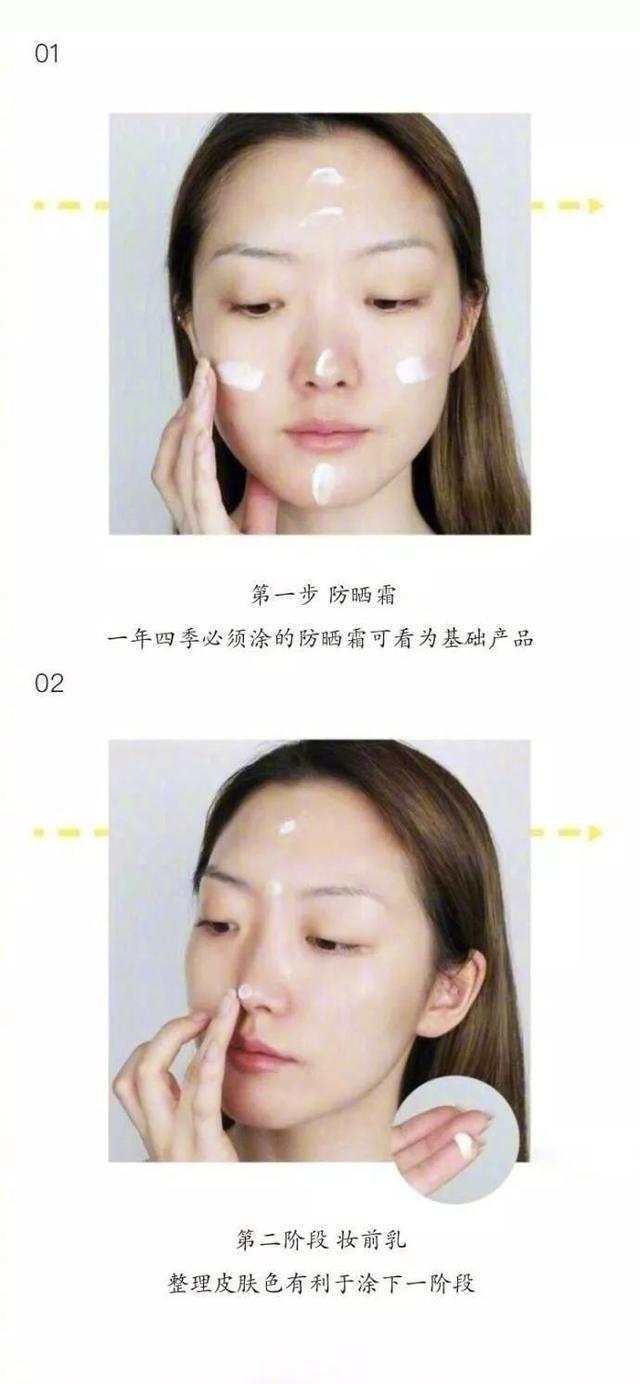 01
第一步 防晒霜
一年四季必须涂的防晒霜可看为基础产品
02
第二阶段 妆前乳
整理皮肤色有利于涂下一阶段